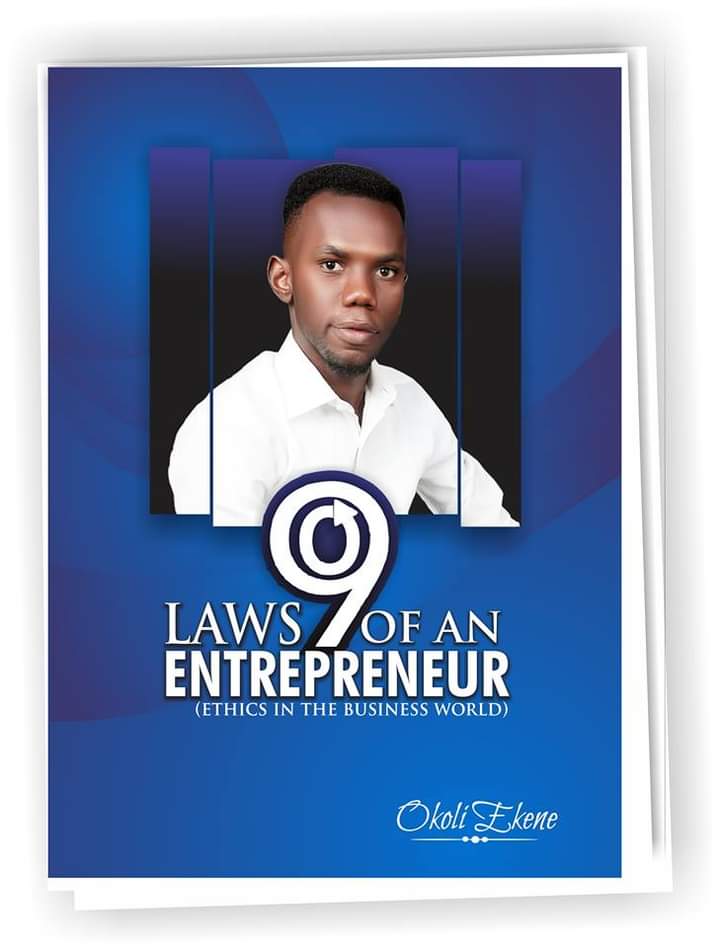 9
LAWS OF AN
ENTREPRENEUR
(ETHICS IN THE BUSINESS WORLD)
Okoli Ekene